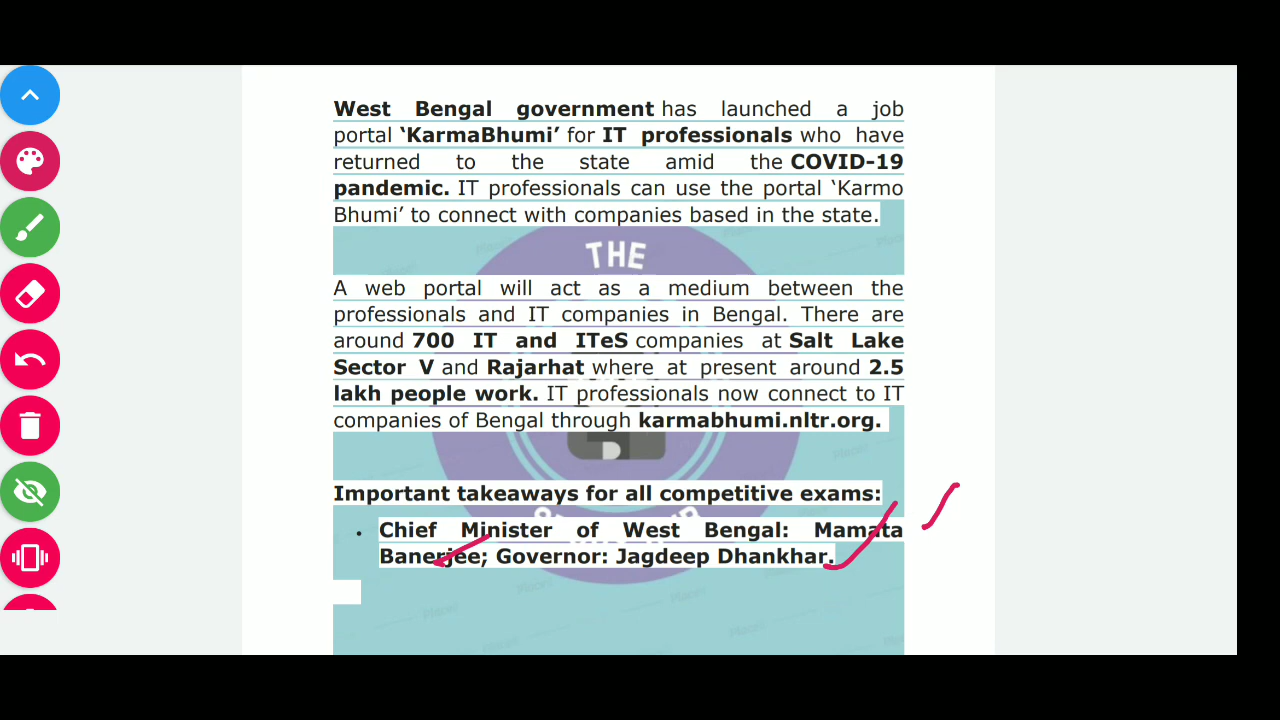 West Bengal government has launched a job
portal ‘KarmaBhumi’ for IT professionals who have
returned to the state amid the COVID-19
pandemic. IT professionals can use the portal ‘Karmo
Bhumi’ to connect with companies based in the state.
THE
A web portal will act as a medium between the
professionals and IT companies in Bengal. There are
around 700 IT and ITeS companies at Salt Lake
Sector V and Rajarhat where at present around 2.5
lakh people work. IT professionals now connect to IT
companies of Bengal through karmabhumi.nltr.org.
Important takeaways for all competitive exams:
• Chief Minister of West Bengal: Mamata
Banerjee; Governor: Jagdeep Dhankhar.